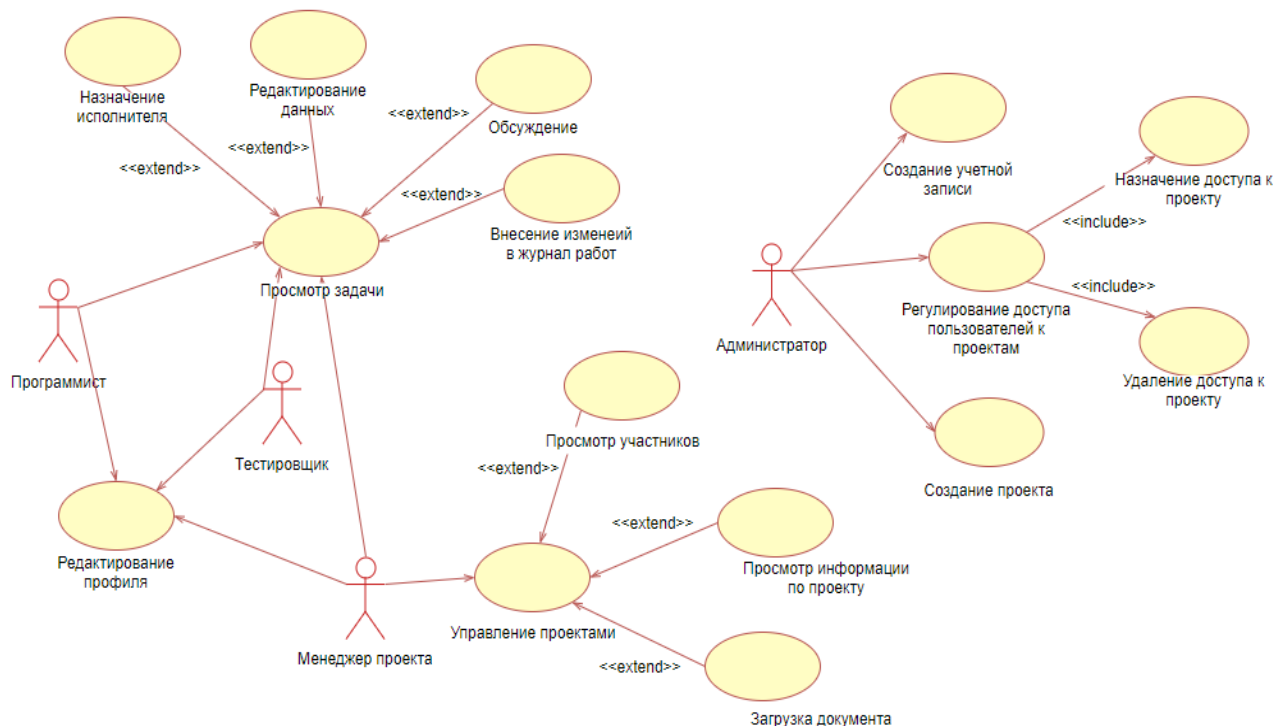 Назначение
исполнителя
<<extend>>
Редактирование
данных
<<extend>>
Обсуждение
<<extend>>
Внесение изменеий
в журнал работ
<<extend>>
Просмотр задачи
Программист
Тестировщик
Редактирование
профиля
Менеджер проекта
Просмотр участников
<<extend>>
Просмотр информации
по проекту
<<extend>>
Управление проектами
<<extend>>
Загрузка документа
Создание учетной
записи
Назначение доступа к
проекту
<<include>>
Администратор
Регулирование доступа
пользователей к
проектам
<<include>>
Удаление доступа к
проекту
Создание проекта